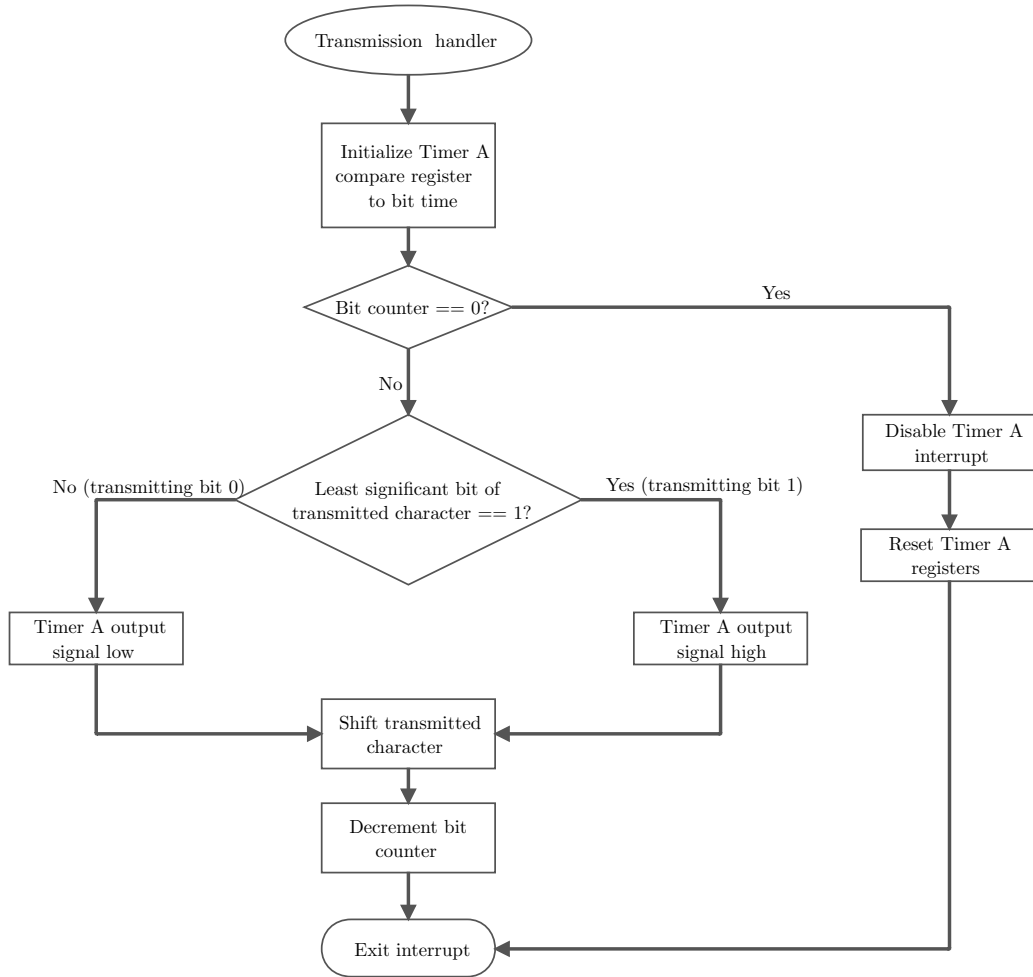 Transmission handler
Initialize Timer A
compare register
to bit time
Bit counter == 0?
Yes
No
Disable Timer A
interrupt
No (transmitting bit 0)
Least significant bit of
transmitted character == 1?
Yes (transmitting bit 1)
Reset Timer A
registers
Timer A output
signal low
Timer A output
signal high
Shift transmitted
character
Decrement bit
counter
Exit interrupt